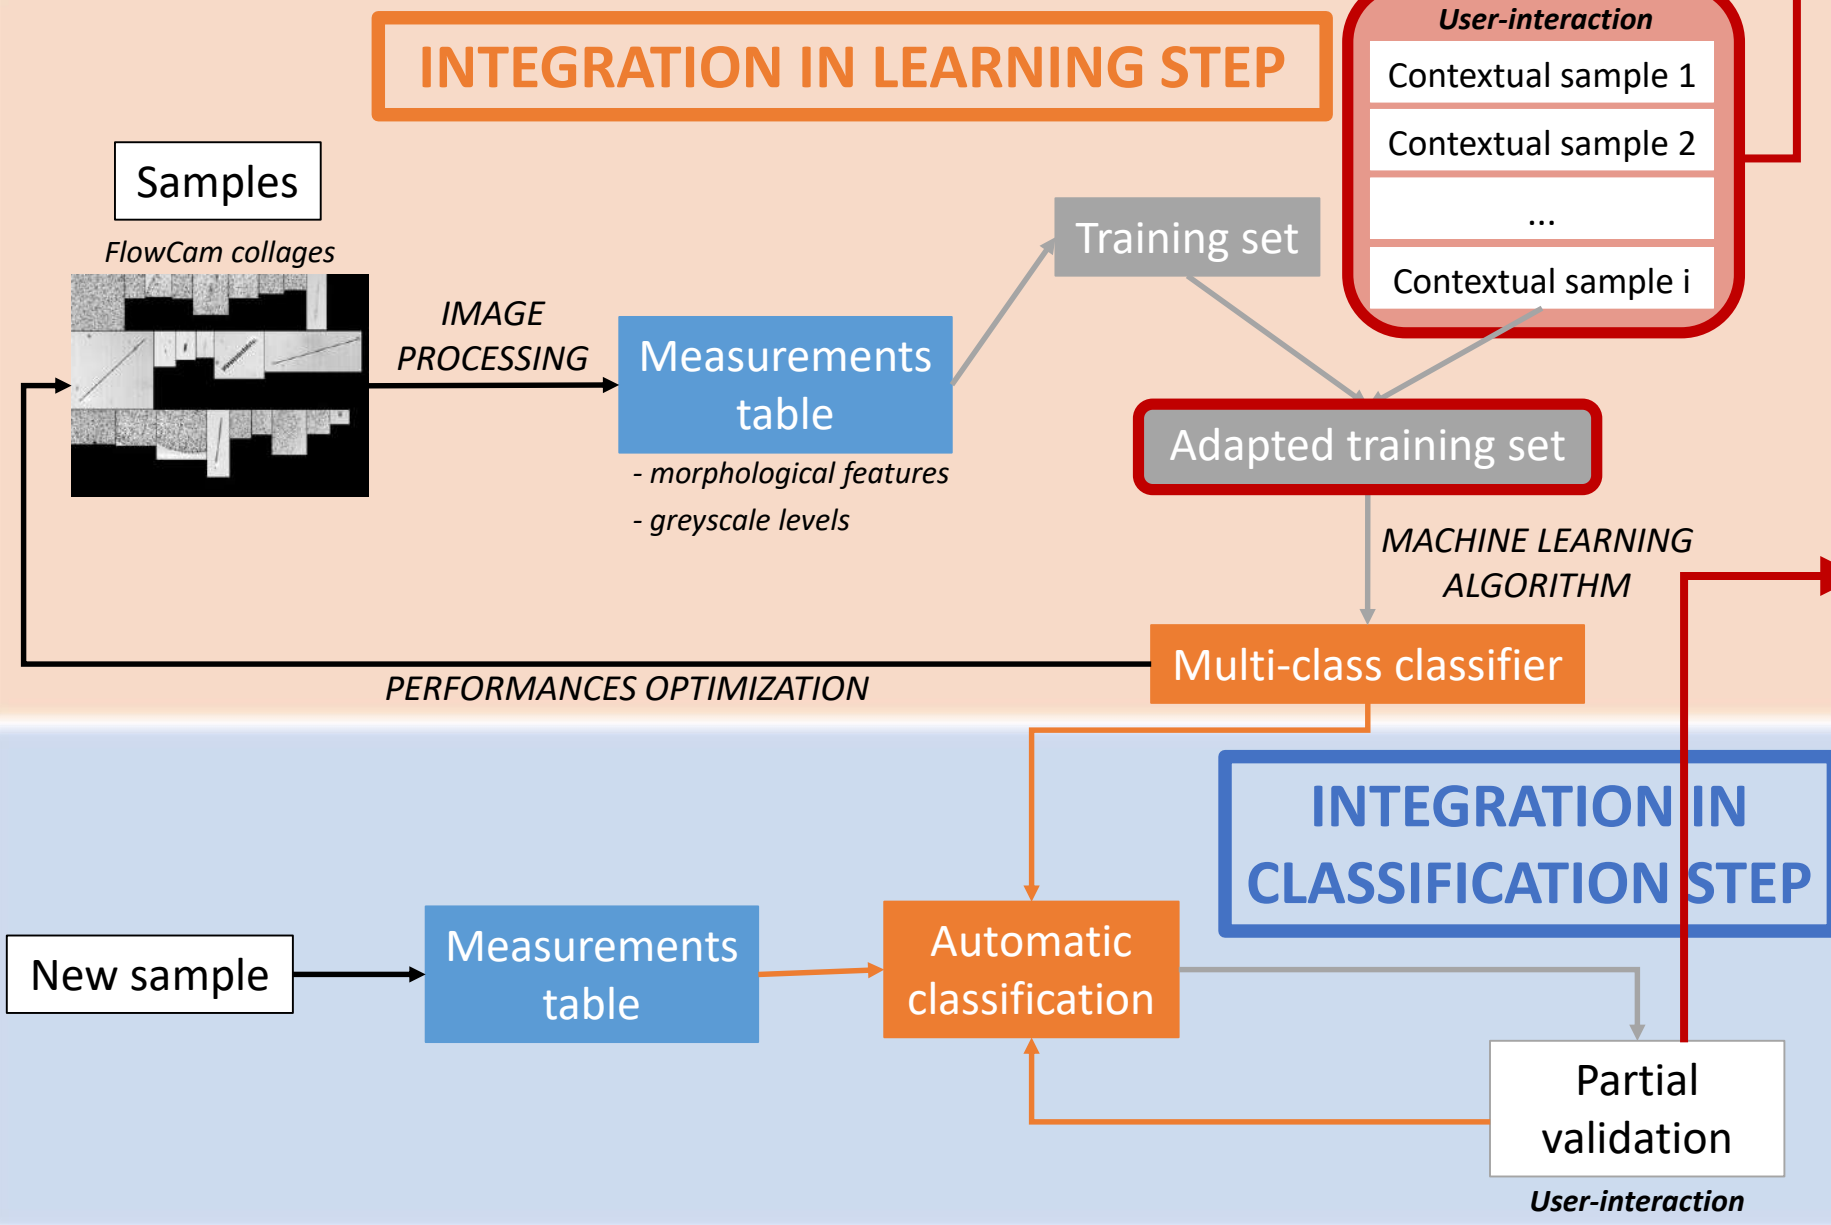 INTEGRATION IN LEARNING STEP
User-interaction
Contextual sample 1
Contextual sample 2
...
Contextual sample i
Samples
FlowCam collages
IMAGE
PROCESSING
Measurements
table
- morphological features
- greyscale levels
Training set
Adapted training set
MACHINE LEARNING
ALGORITHM
Multi-class classifier
PERFORMANCES OPTIMIZATION
INTEGRATION IN
CLASSIFICATION STEP
New sample
Measurements
table
Automatic
classification
Partial
validation
User-interaction